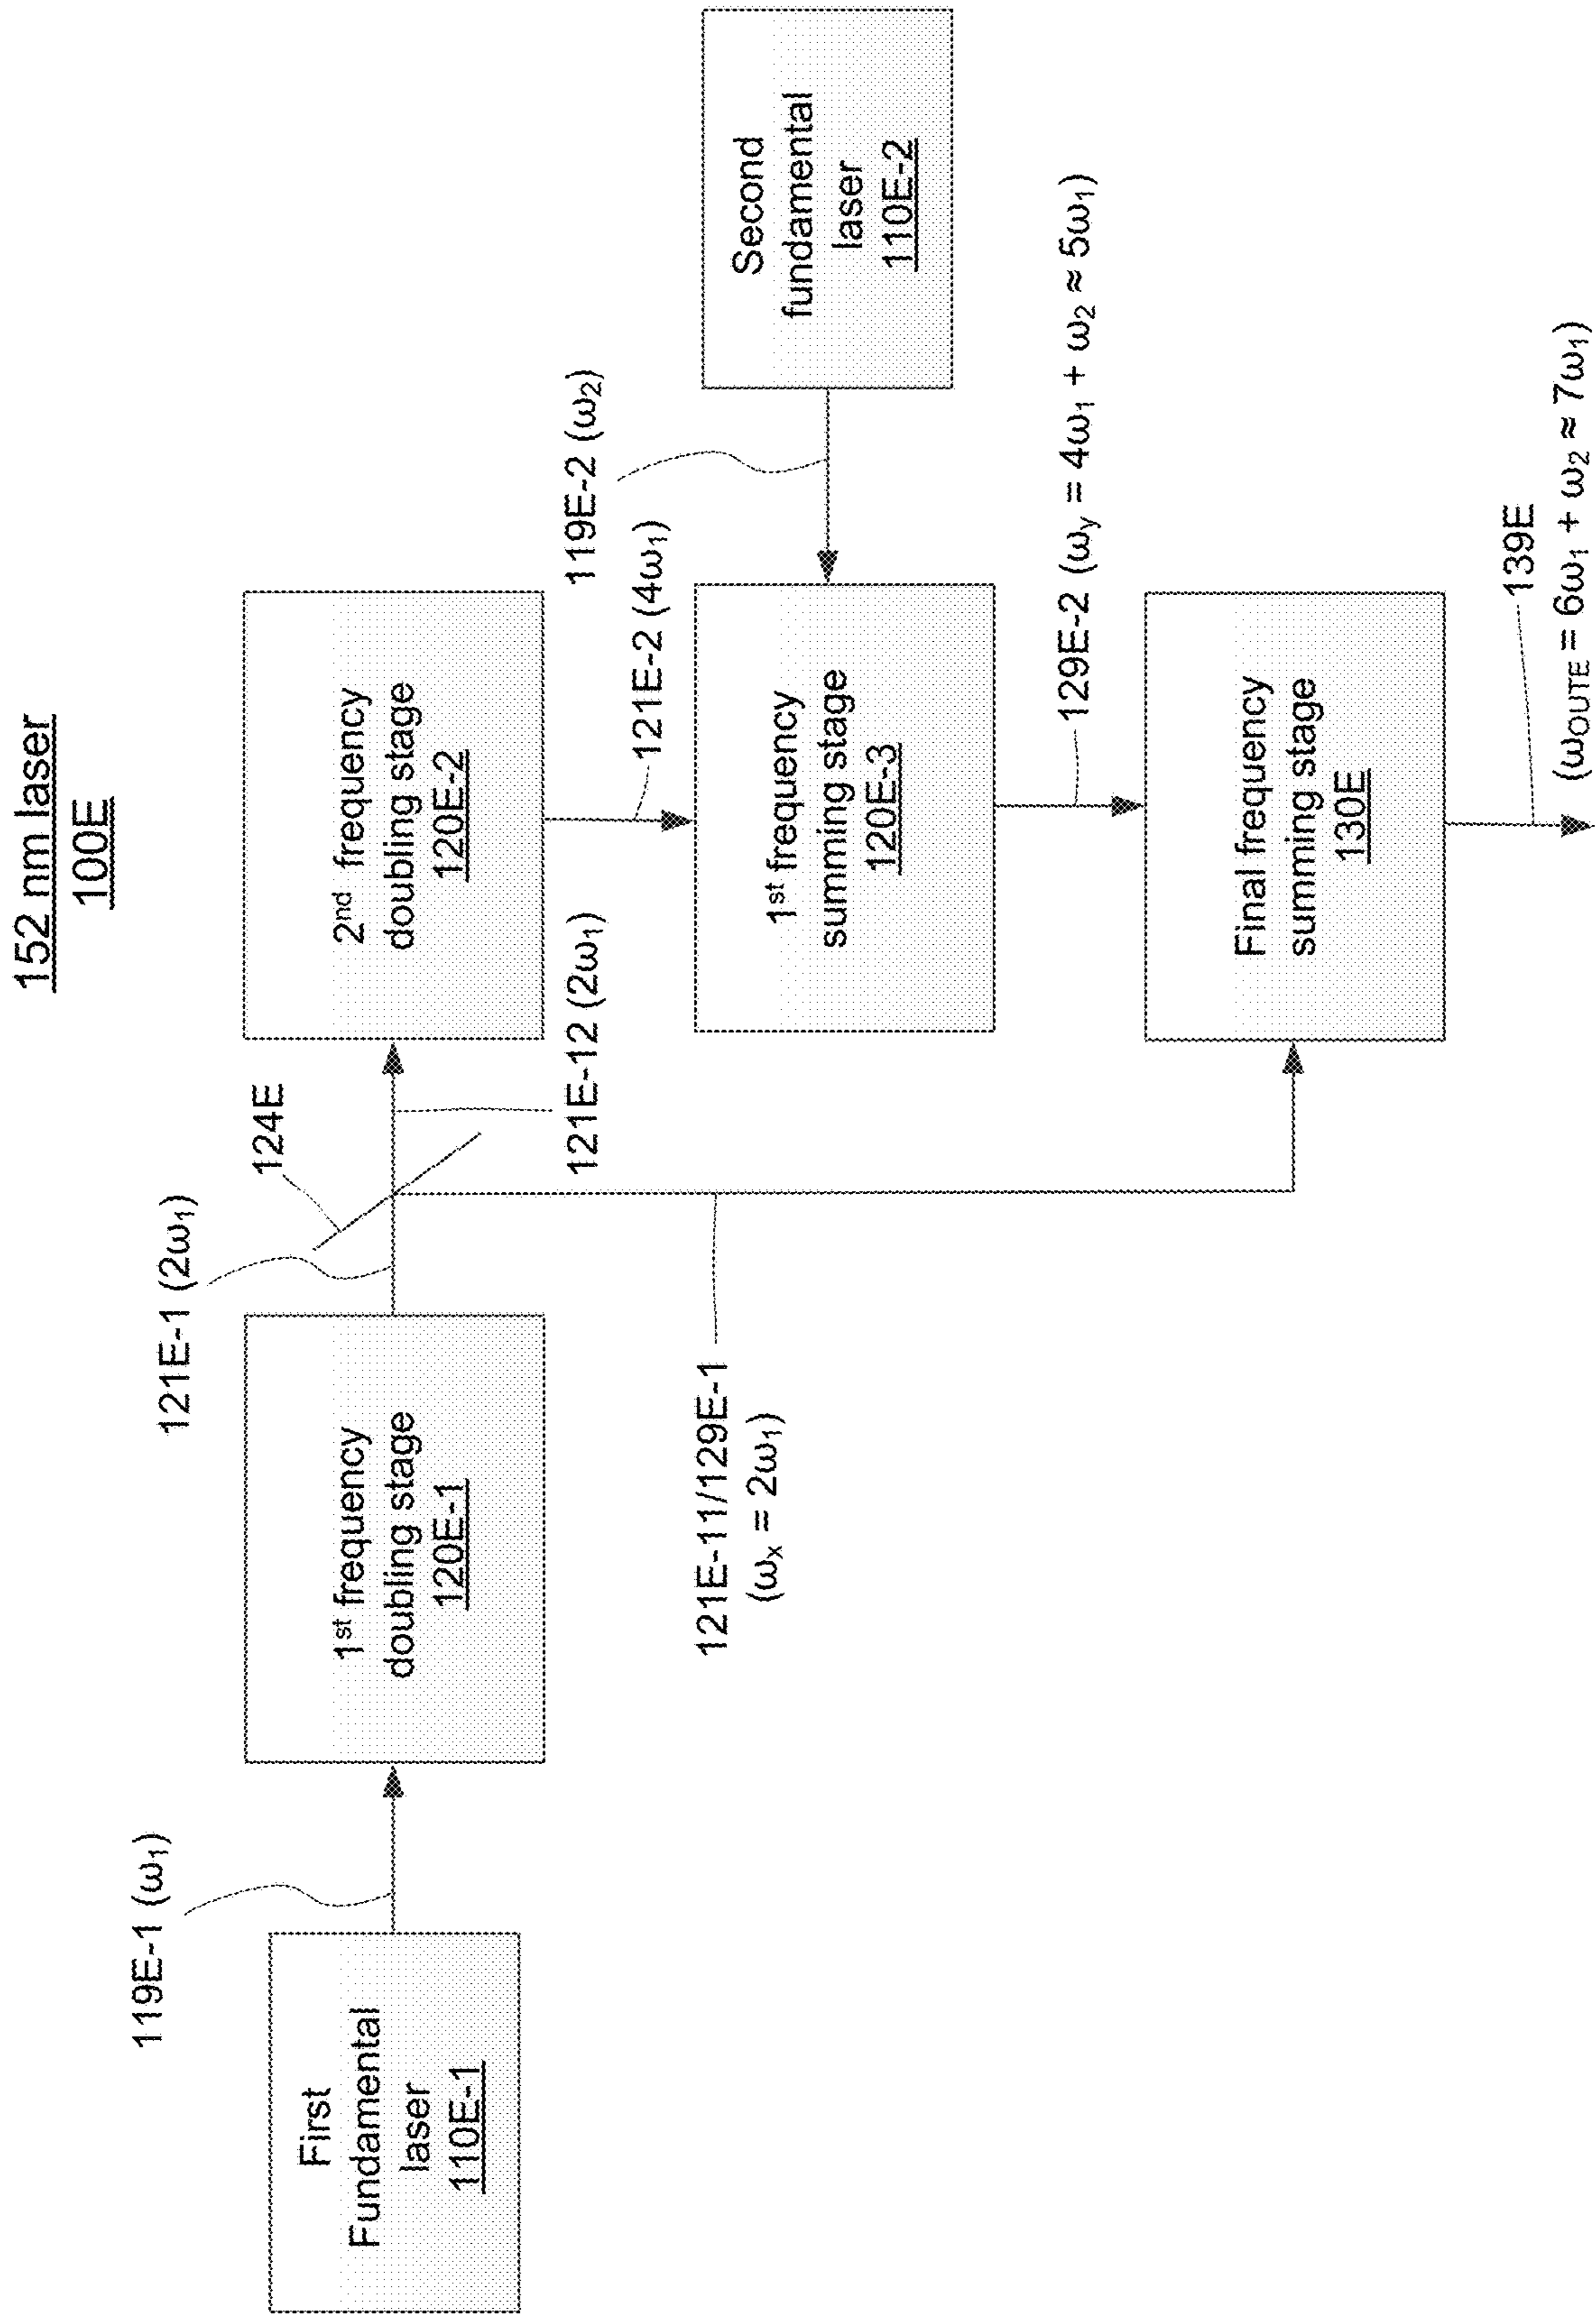 152 nm laser
100E
119E-1 (ω₁)
First
Fundamental
laser
110E-1
121E-1 (2ω₁)
1st frequency
doubling stage
120E-1
124E
121E-12 (2ω₁)
121E-11/129E-1
(ωₓ = 2ω₁)
2nd frequency
doubling stage
120E-2
121E-2 (4ω₁)
119E-2 (ω₂)
Second
fundamental
laser
110E-2
1st frequency
summing stage
120E-3
129E-2 (ωy = 4ω₁ + ω₂ ≈ 5ω₁)
Final frequency
summing stage
130E
139E
(ωOUTE = 6ω₁ + ω₂ ≈ 7ω₁)